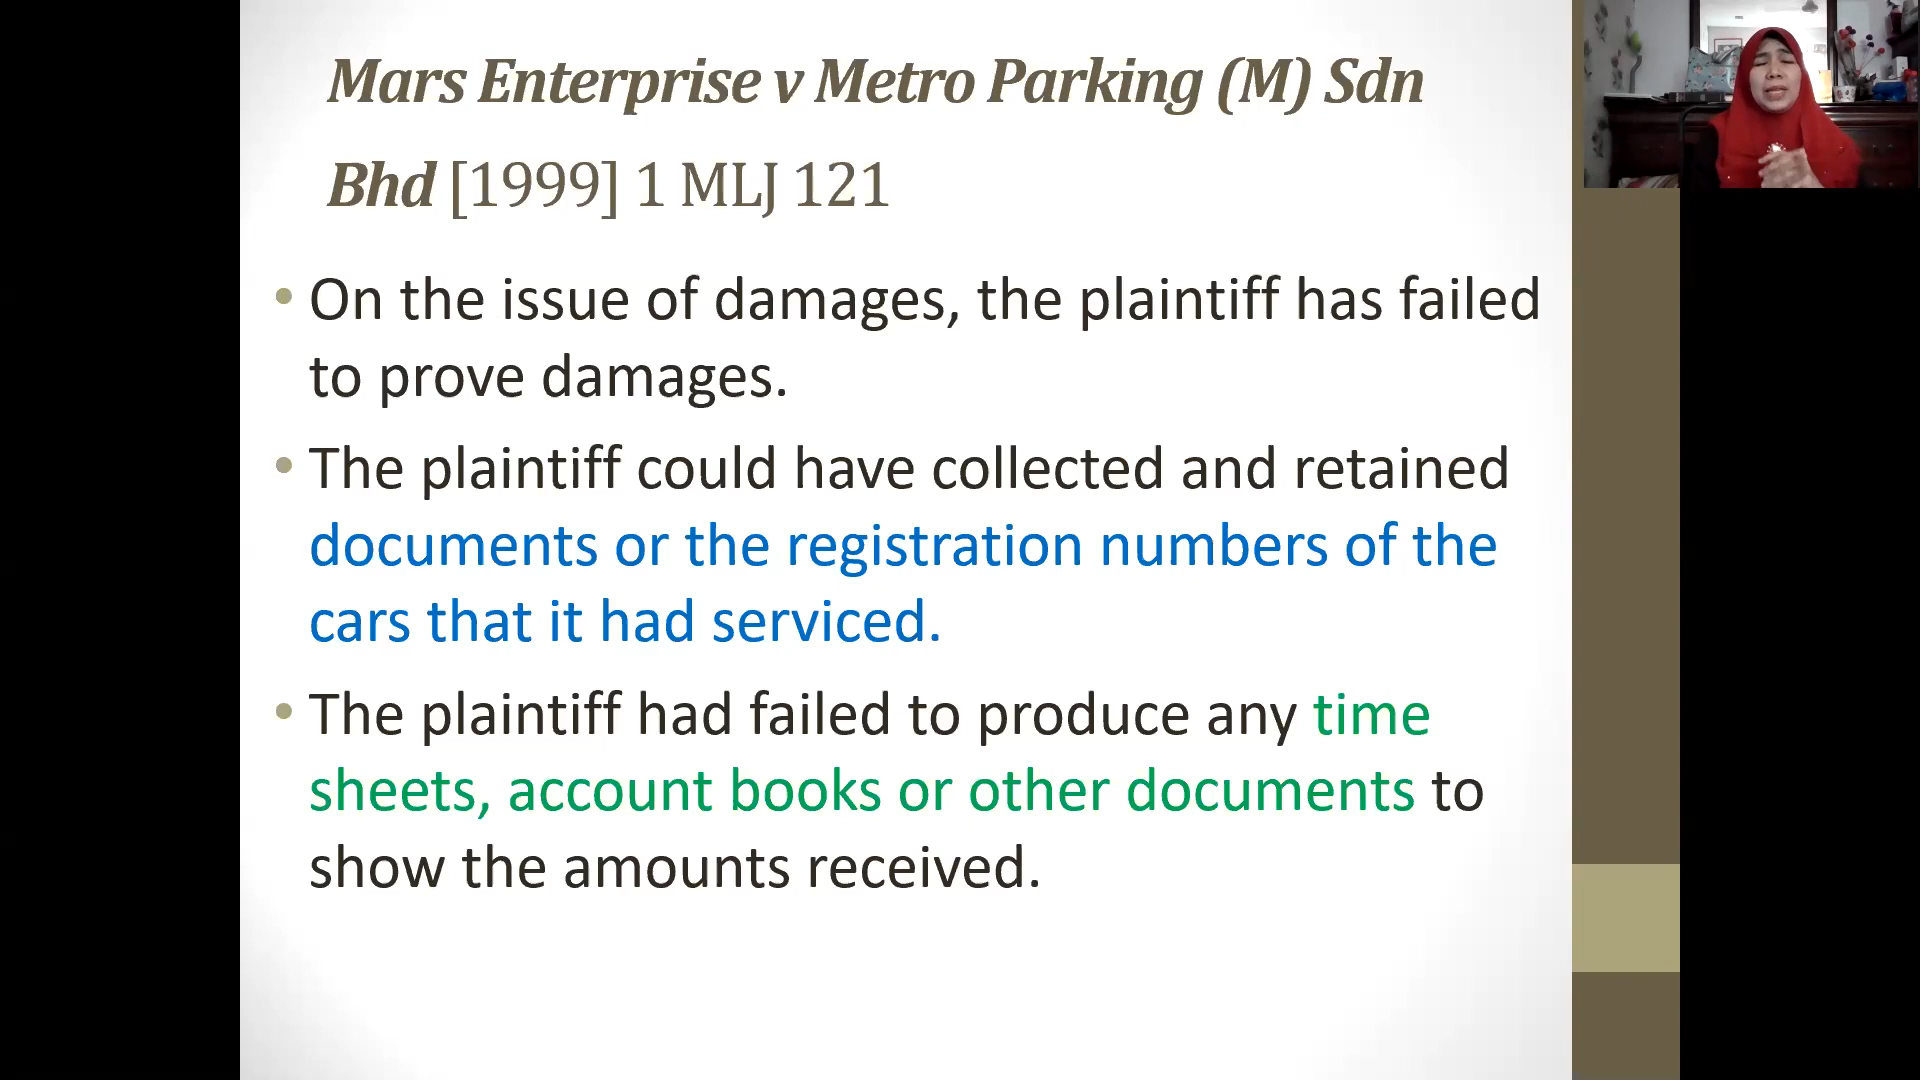 Mars Enterprise v Metro Parking (M) Sdn
Bhd [1999] 1 MLJ 121
• On the issue of damages, the plaintiff has failed
to prove damages.
• The plaintiff could have collected and retained
documents or the registration numbers of the
cars that it had serviced.
• The plaintiff had failed to produce any time
sheets, account books or other documents to
show the amounts received.